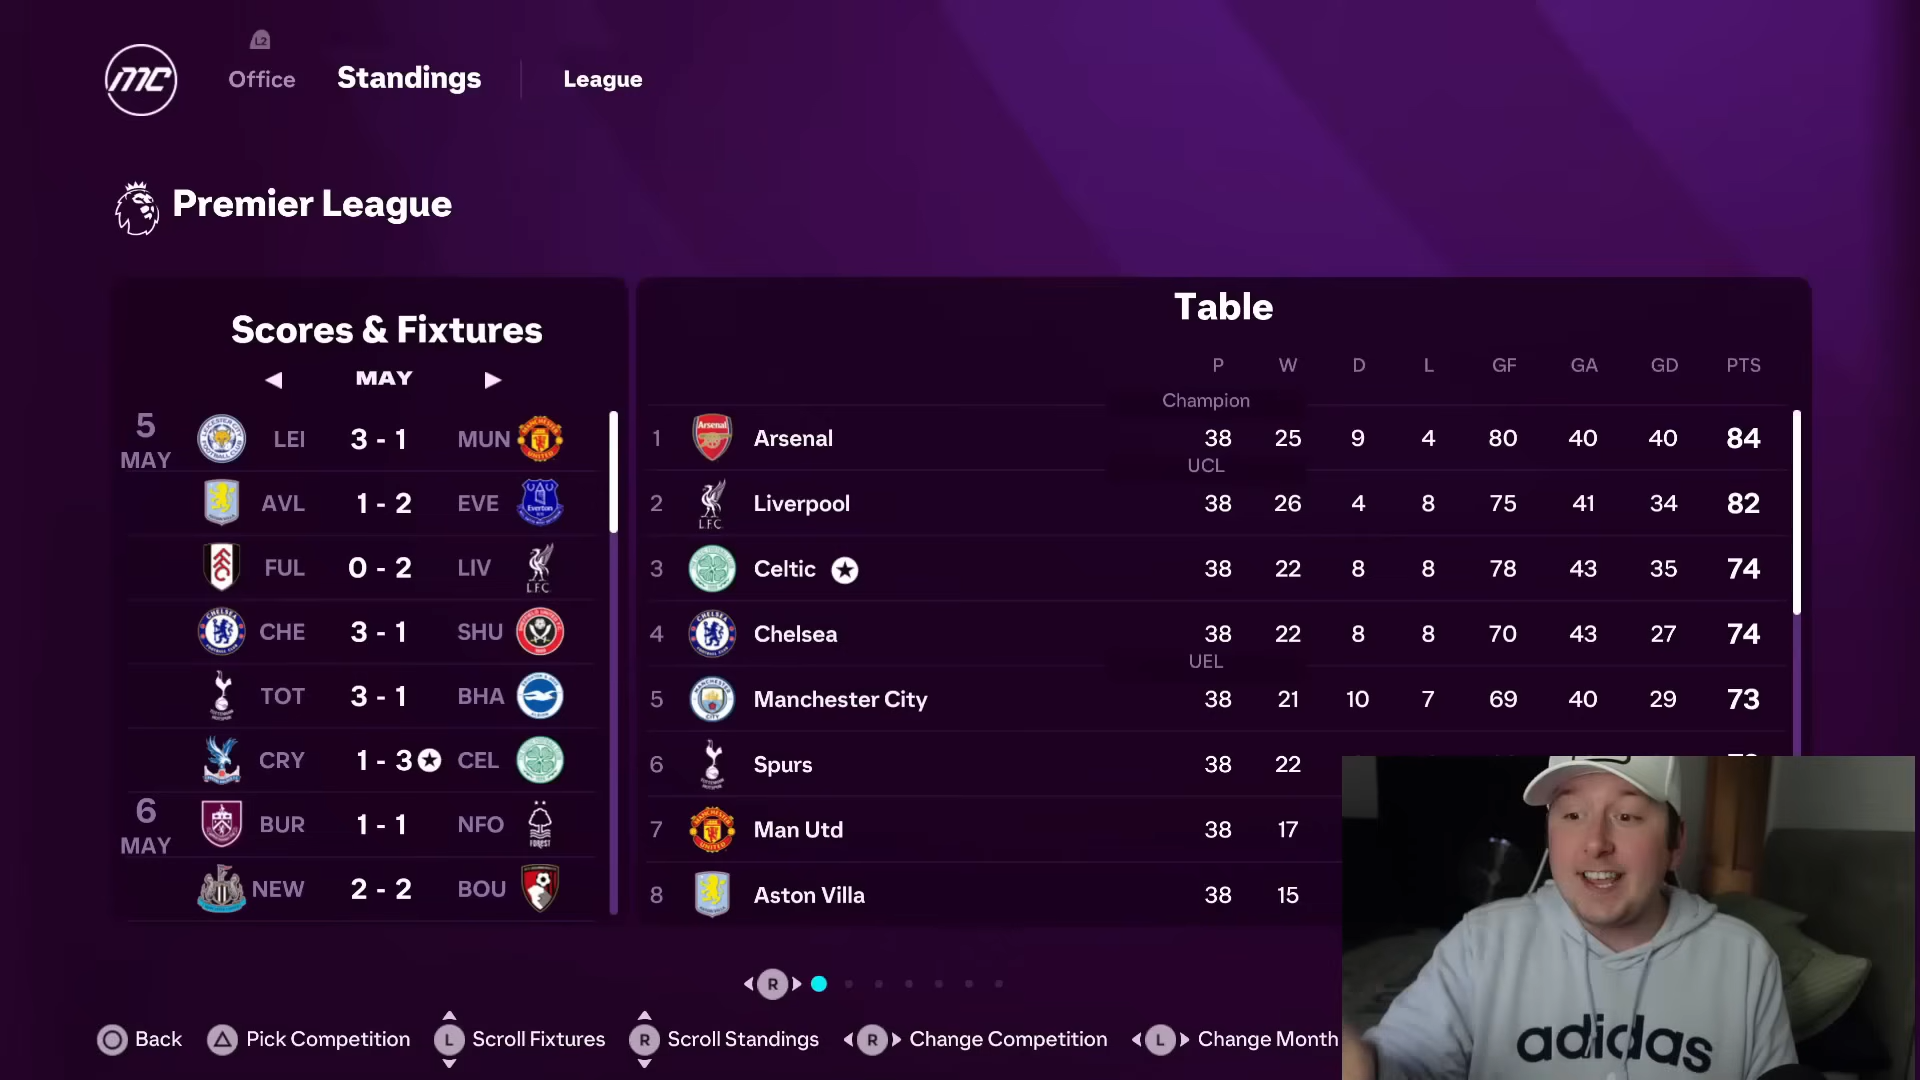 L2
MC Office Standings League
Premier League
Scores & Fixtures
MAY
5 MAY LEI 3 - 1 MUN
AVL 1 - 2 EVE
FUL 0 - 2 LIV
CHE 3 - 1 SHU
TOT 3 - 1 BHA
CRY 1 - 3 CEL
6 MAY BUR 1 - 1 NFO
NEW 2 - 2 BOU
Table
P W D L GF GA GD PTS
Champion
1 Arsenal 38 25 9 4 80 40 40 84
UCL
2 Liverpool 38 26 4 8 75 41 34 82
3 Celtic 38 22 8 8 78 43 35 74
4 Chelsea 38 22 8 8 70 43 27 74
UEL
5 Manchester City 38 21 10 7 69 40 29 73
6 Spurs 38 22
7 Man Utd 38 17
8 Aston Villa 38 15
R
Back Pick Competition L Scroll Fixtures R Scroll Standings R Change Competition L Change Month
adidas